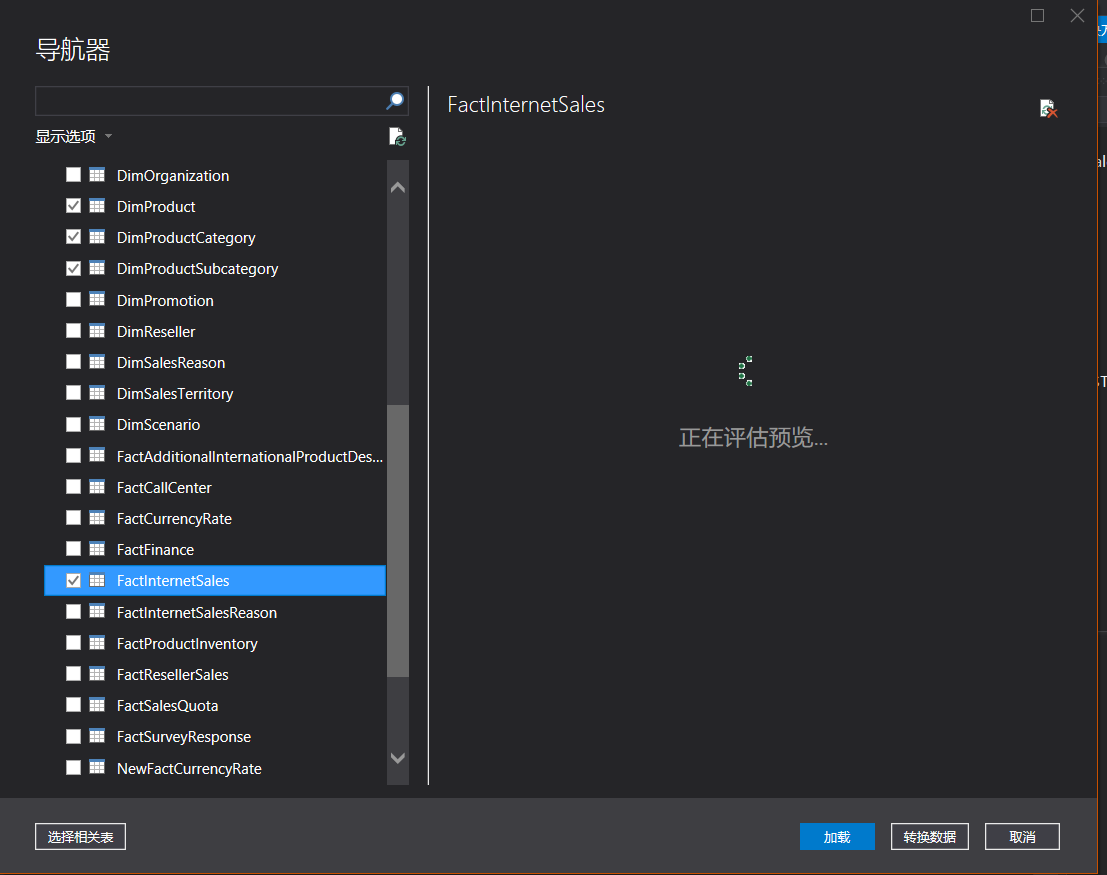 导航器
显示选项
DimOrganization
DimProduct
DimProductCategory
DimProductSubcategory
DimPromotion
DimReseller
DimSalesReason
DimSalesTerritory
DimScenario
FactAdditionalInternationalProductDes...
FactCallCenter
FactCurrencyRate
FactFinance
FactInternetSales
FactInternetSalesReason
FactProductInventory
FactResellerSales
FactSalesQuota
FactSurveyResponse
NewFactCurrencyRate
选择相关表
FactInternetSales
正在评估预览...
加载
转换数据
取消